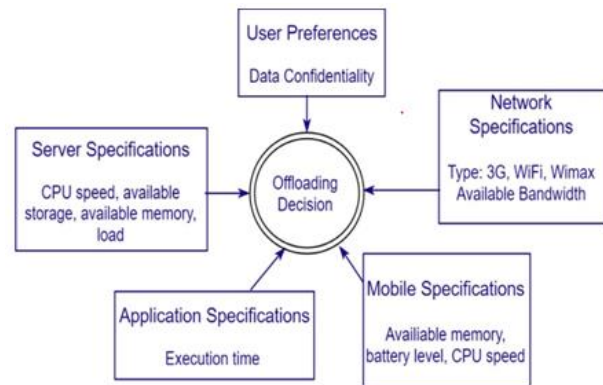 User Preferences
Data Confidentiality
Network
Specifications
Type: 3G, WiFi, Wimax
Available Bandwidth
Server Specifications
CPU speed, available
storage, available memory,
load
Offloading
Decision
Application Specifications
Execution time
Mobile Specifications
Availiable memory,
battery level, CPU speed